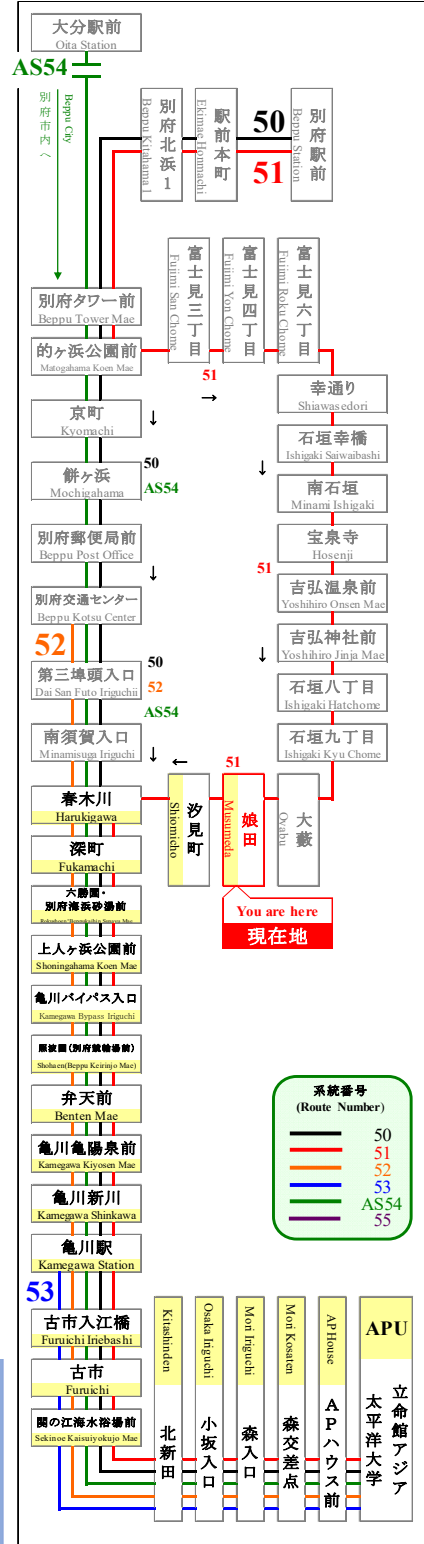 大分駅前
Oita Station
AS54
別府市内へ
Beppu City
別府北浜1
Beppu Kitahama 1
駅前本町
Ekimae Honmachi
50
51
別府駅前
Beppu Station
別府タワー前
Beppu Tower Mae
富士見三丁目
Fujimi San Chome
富士見四丁目
Fujimi Yon Chome
富士見六丁目
Fujimi Roku Chome
的ヶ浜公園前
Matogahama Koen Mae
51
→
幸通り
Shiawasedori
京町
Kyomachi
↓
石垣幸橋
Ishigaki Saiwaibashi
餅ヶ浜
Mochigahama
50
AS54
↓
南石垣
Minami Ishigaki
別府郵便局前
Beppu Post Office
宝泉寺
Hosenji
51
↓
別府交通センター
Beppu Kotsu Center
吉弘温泉前
Yoshihiro Onsen Mae
52
吉弘神社前
Yoshihiro Jinja Mae
↓
第三埠頭入口
Dai San Futo Iriguchii
50
52
AS54
石垣八丁目
Ishigaki Hatchome
南須賀入口
Minamisuga Iriguchi
↓
石垣九丁目
Ishigaki Kyu Chome
←
51
春木川
Harukigawa
汐見町
Shiomicho
娘田
Musumeda
大藪
Oyabu
深町
Fukamachi
六勝園・
別府海浜砂湯前
You are here
現在地
上人ヶ浜公園前
Shoningahama Koen Mae
亀川バイパス入口
Kamegawa Bypass Iriguchi
照波園(別府競輪場前)
Shohaen(Beppu Keirinjo Mae)
弁天前
Benten Mae
亀川亀陽泉前
Kamegawa Kiyosen Mae
亀川新川
Kamegawa Shinkawa
亀川駅
Kamegawa Station
系統番号
(Route Number)
50
51
52
53
AS54
55
53
古市入江橋
Furuichi Iriebashi
古市
Furuichi
関の江海水浴場前
Sekinoe Kaisuiyokujo Mae
Kitashinden
北新田
Osaka Iriguchi
小坂入口
Mori Iriguchi
森入口
Mori Kosaten
森交差点
AP House
APハウス前
APU
立命館アジア
太平洋大学